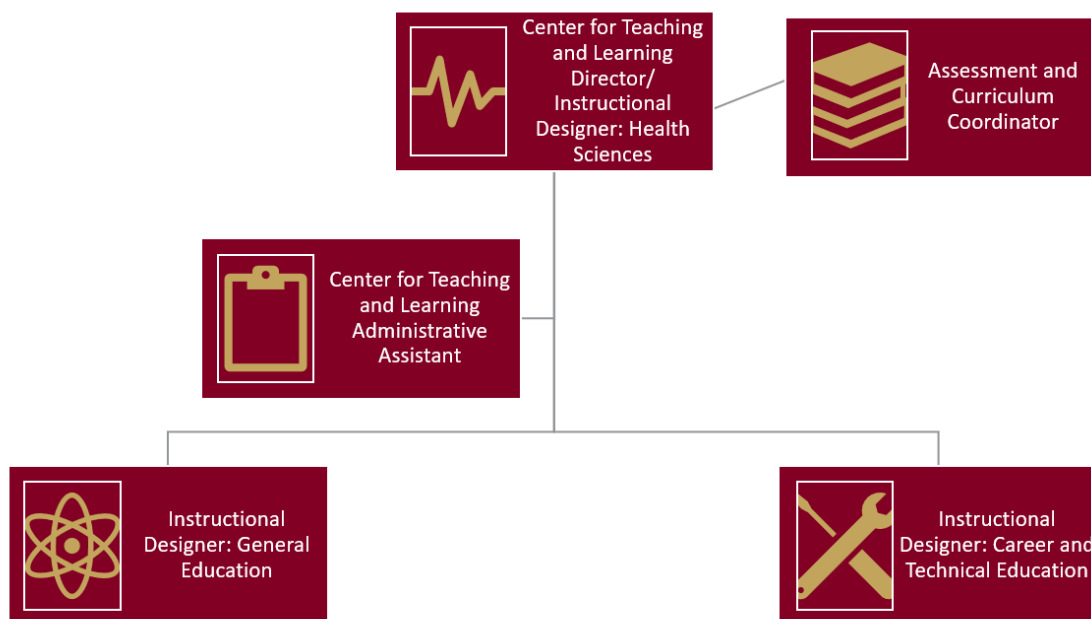 Center for Teaching
and Learning
Director/
Instructional
Designer: Health
Sciences
Assessment and
Curriculum
Coordinator
Center for Teaching
and Learning
Administrative
Assistant
Instructional
Designer: General
Education
Instructional
Designer: Career and
Technical Education